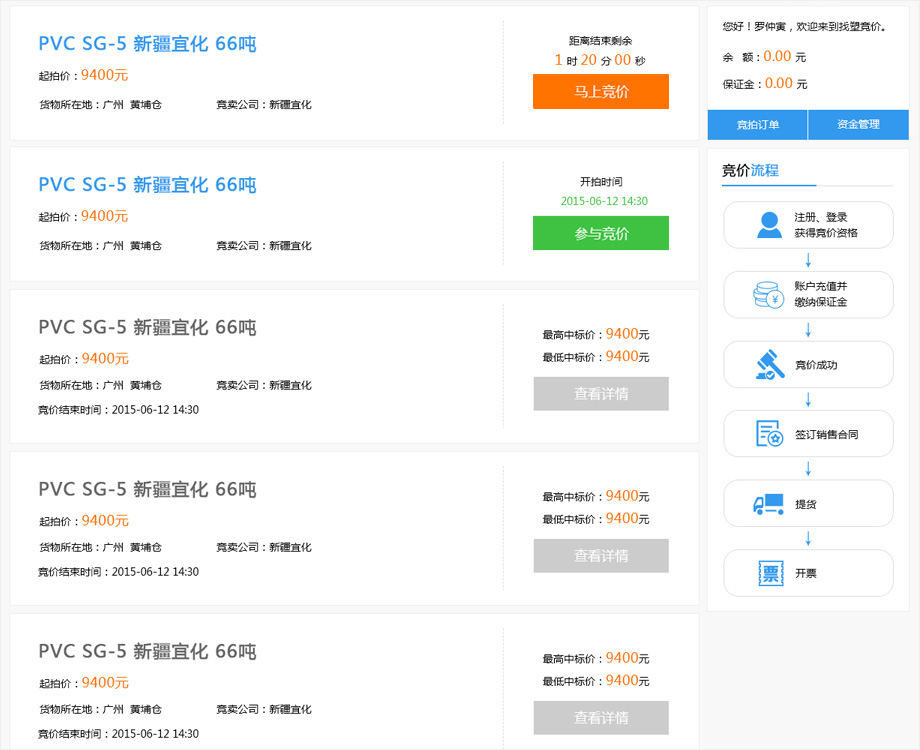 PVC SG-5 新疆宜化 66吨
起拍价：9400元
货物所在地：广州 黄埔仓 竞卖公司：新疆宜化
距离结束剩余
1 时 20 分 00 秒
马上竞价
PVC SG-5 新疆宜化 66吨
起拍价：9400元
货物所在地：广州 黄埔仓 竞卖公司：新疆宜化
开拍时间
2015-06-12 14:30
参与竞价
PVC SG-5 新疆宜化 66吨
起拍价：9400元
货物所在地：广州 黄埔仓 竞卖公司：新疆宜化
竞价结束时间：2015-06-12 14:30
最高中标价：9400元
最低中标价：9400元
查看详情
PVC SG-5 新疆宜化 66吨
起拍价：9400元
货物所在地：广州 黄埔仓 竞卖公司：新疆宜化
竞价结束时间：2015-06-12 14:30
最高中标价：9400元
最低中标价：9400元
查看详情
PVC SG-5 新疆宜化 66吨
起拍价：9400元
货物所在地：广州 黄埔仓 竞卖公司：新疆宜化
竞价结束时间：2015-06-12 14:30
最高中标价：9400元
最低中标价：9400元
查看详情
您好！罗仲寅，欢迎来到找塑竞价。
余 额：0.00 元
保证金：0.00 元
竞拍订单 资金管理
竞价流程
注册、登录
获得竞价资格
账户充值并
缴纳保证金
¥
竞价成功
签订销售合同
提货
票 开票